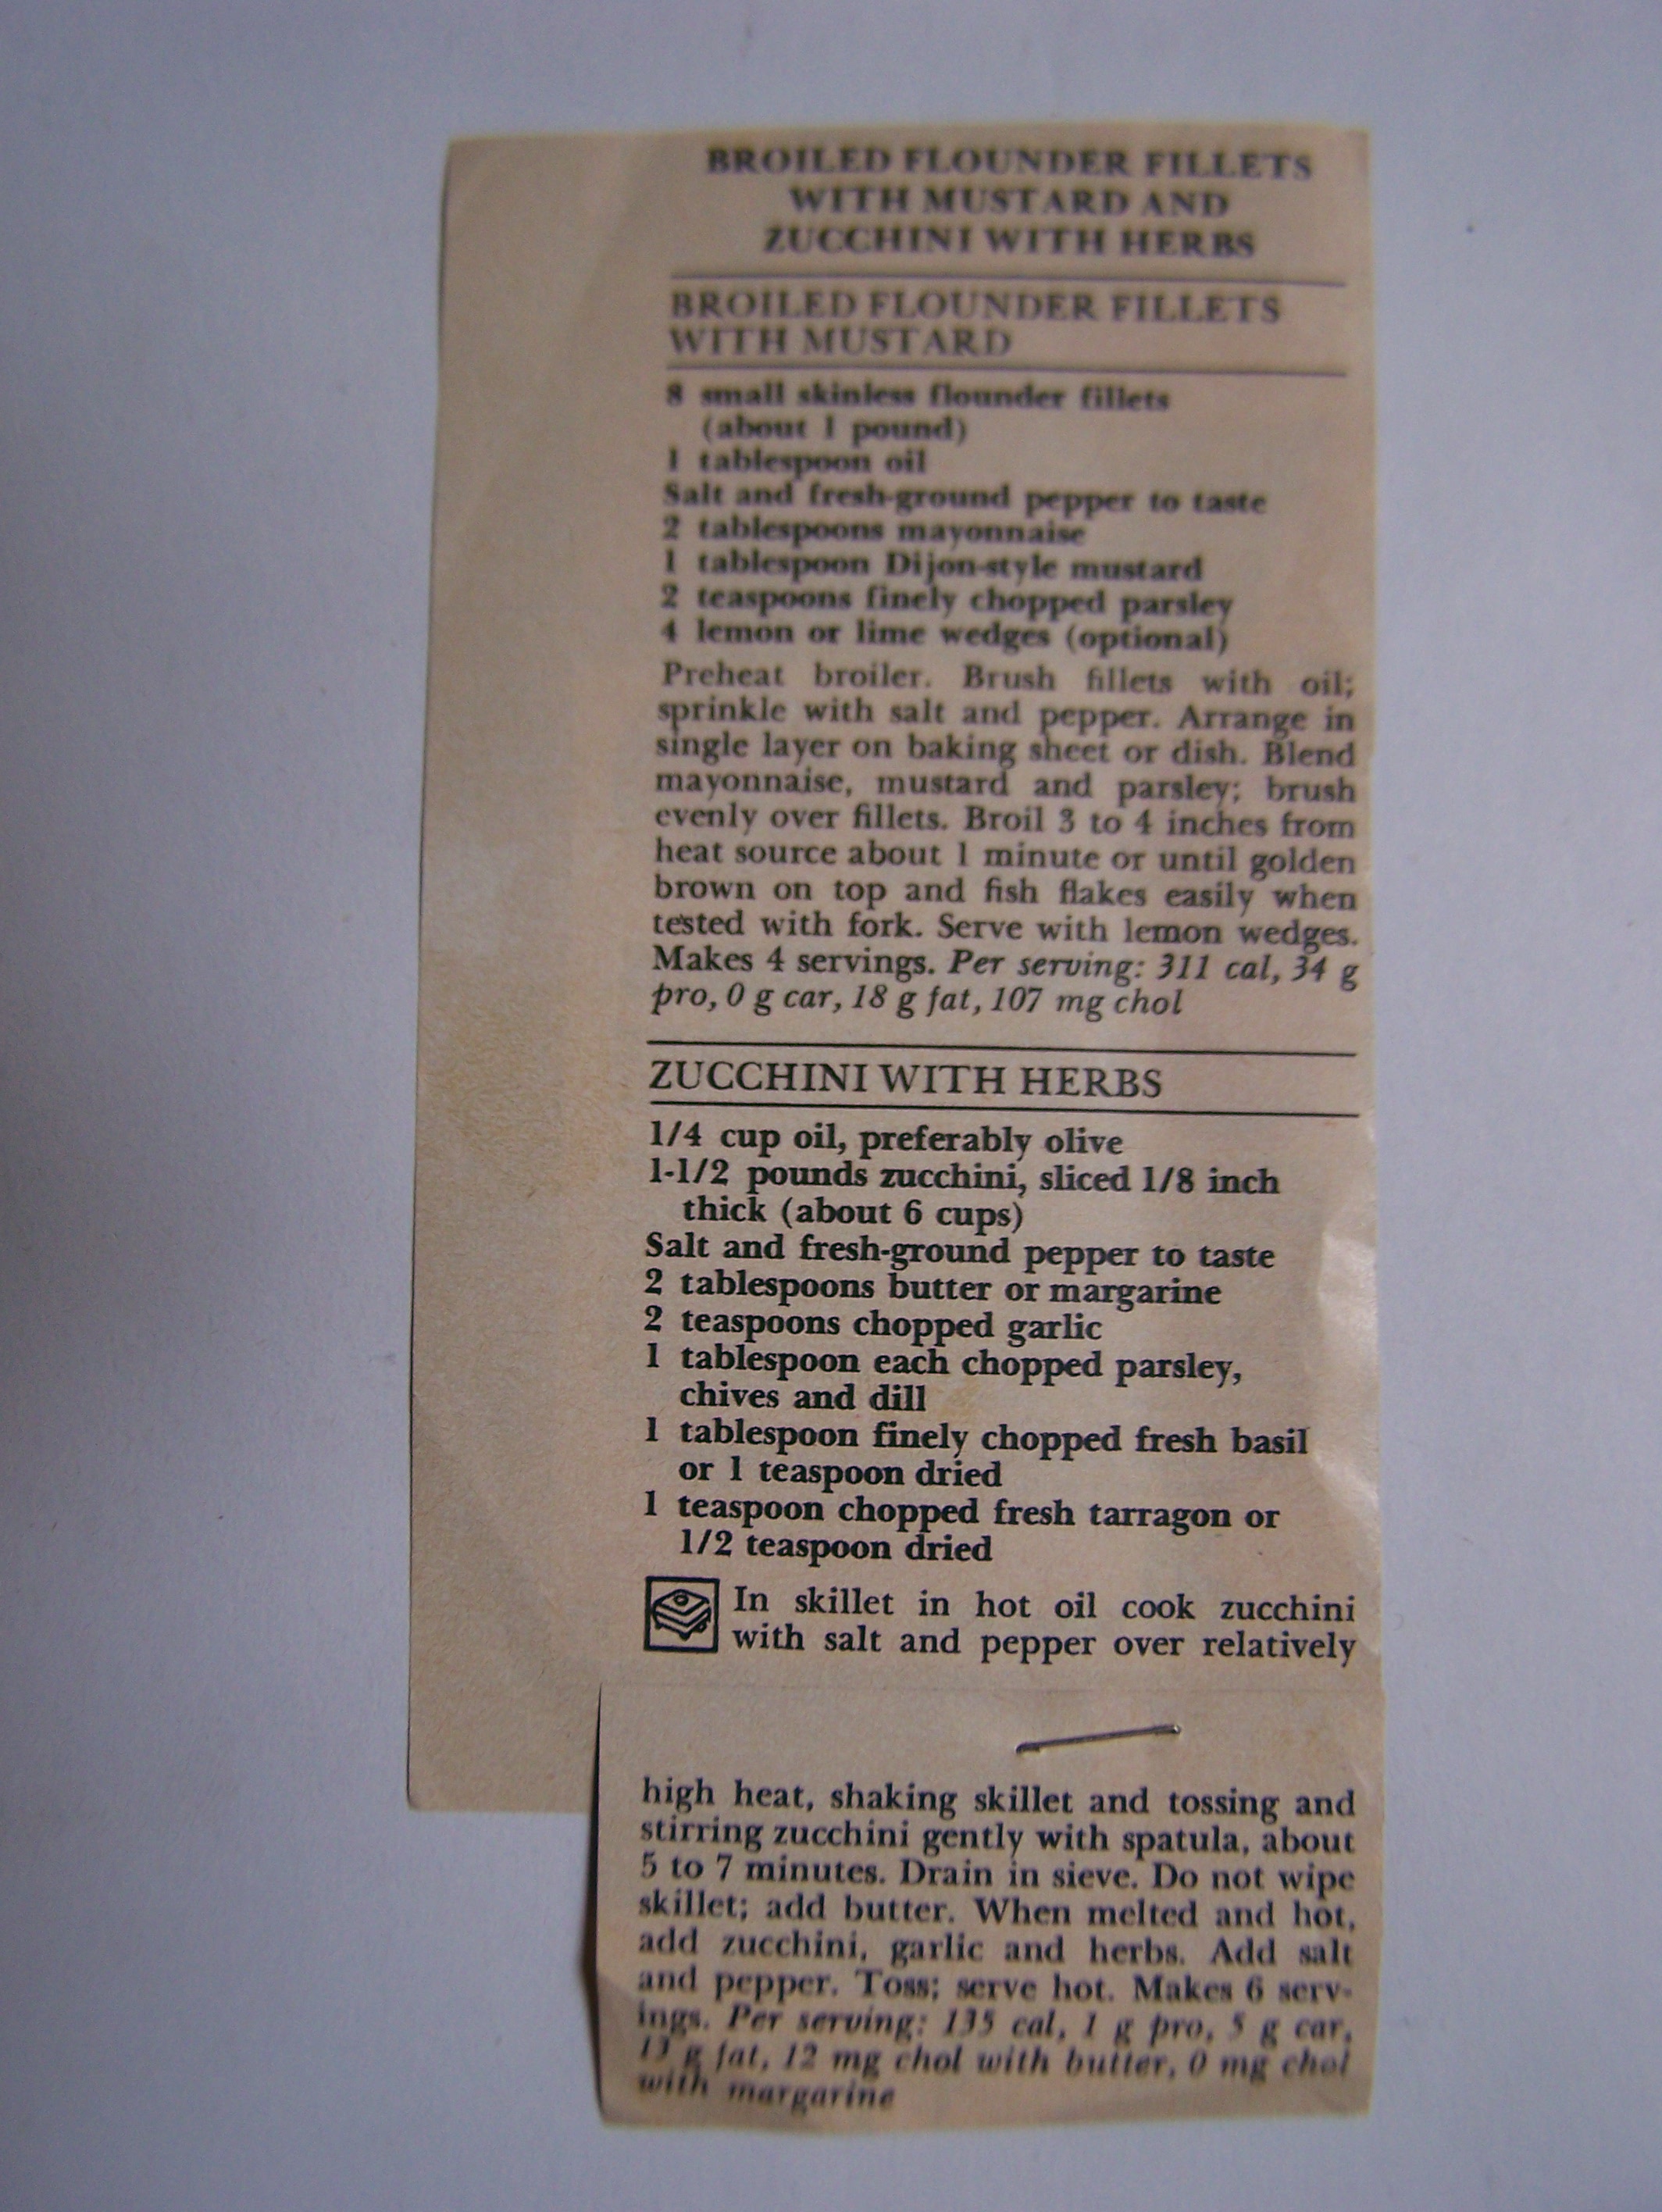 BROILED FLOUNDER FILLETS
WITH MUSTARD AND
ZUCCHINI WITH HERBS
BROILED FLOUNDER FILLETS
WITH MUSTARD
8 small skinless flounder fillets
(about 1 pound)
1 tablespoon oil
Salt and fresh-ground pepper to taste
2 tablespoons mayonnaise
1 tablespoon Dijon-style mustard
2 teaspoons finely chopped parsley
4 lemon or lime wedges (optional)
Preheat broiler. Brush fillets with oil;
sprinkle with salt and pepper. Arrange in
single layer on baking sheet or dish. Blend
mayonnaise, mustard and parsley; brush
evenly over fillets. Broil 3 to 4 inches from
heat source about 1 minute or until golden
brown on top and fish flakes easily when
tested with fork. Serve with lemon wedges.
Makes 4 servings. Per serving: 311 cal, 34 g
pro, 0 g car, 18 g fat, 107 mg chol
ZUCCHINI WITH HERBS
1/4 cup oil, preferably olive
1-1/2 pounds zucchini, sliced 1/8 inch
thick (about 6 cups)
Salt and fresh-ground pepper to taste
2 tablespoons butter or margarine
2 teaspoons chopped garlic
1 tablespoon each chopped parsley,
chives and dill
1 tablespoon finely chopped fresh basil
or 1 teaspoon dried
1 teaspoon chopped fresh tarragon or
1/2 teaspoon dried
In skillet in hot oil cook zucchini
with salt and pepper over relatively
high heat, shaking skillet and tossing and
stirring zucchini gently with spatula, about
5 to 7 minutes. Drain in sieve. Do not wipe
skillet; add butter. When melted and hot,
add zucchini, garlic and herbs. Add salt
and pepper. Toss; serve hot. Makes 6 serv-
ings. Per serving: 135 cal, 1 g pro, 5 g car,
13 g fat, 12 mg chol with butter, 0 mg chol
with margarine